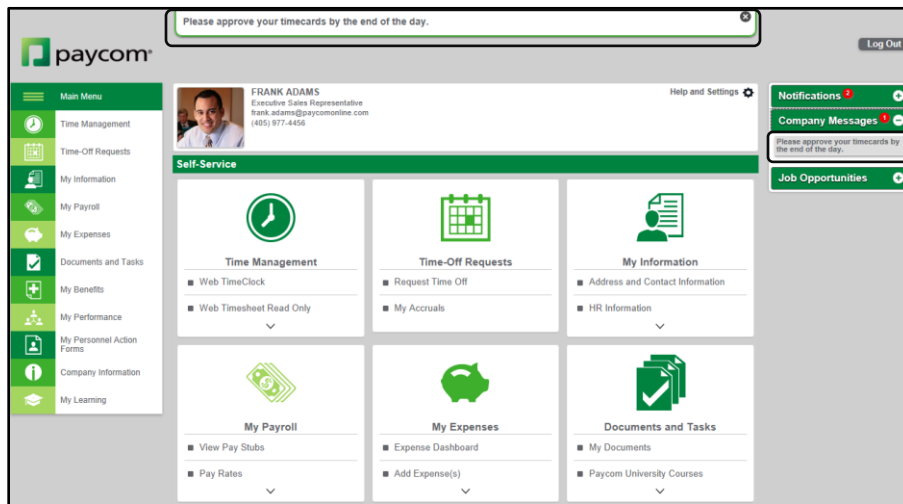 Please approve your timecards by the end of the day.
paycom
Log Out
Main Menu
Time Management
Time-Off Requests
My Information
My Payroll
My Expenses
Documents and Tasks
My Benefits
My Performance
My Personnel Action
Forms
Company Information
My Learning
FRANK ADAMS
Executive Sales Representative
frank.adams@paycomonline.com
(405) 977-4456
Help and Settings
Self-Service
Time Management
Web TimeClock
Web Timesheet Read Only
Time-Off Requests
Request Time Off
My Accruals
My Information
Address and Contact Information
HR Information
My Payroll
View Pay Stubs
Pay Rates
My Expenses
Expense Dashboard
Add Expense(s)
Documents and Tasks
My Documents
Paycom University Courses
Notifications 2
Company Messages 1
Please approve your timecards by
the end of the day.
Job Opportunities